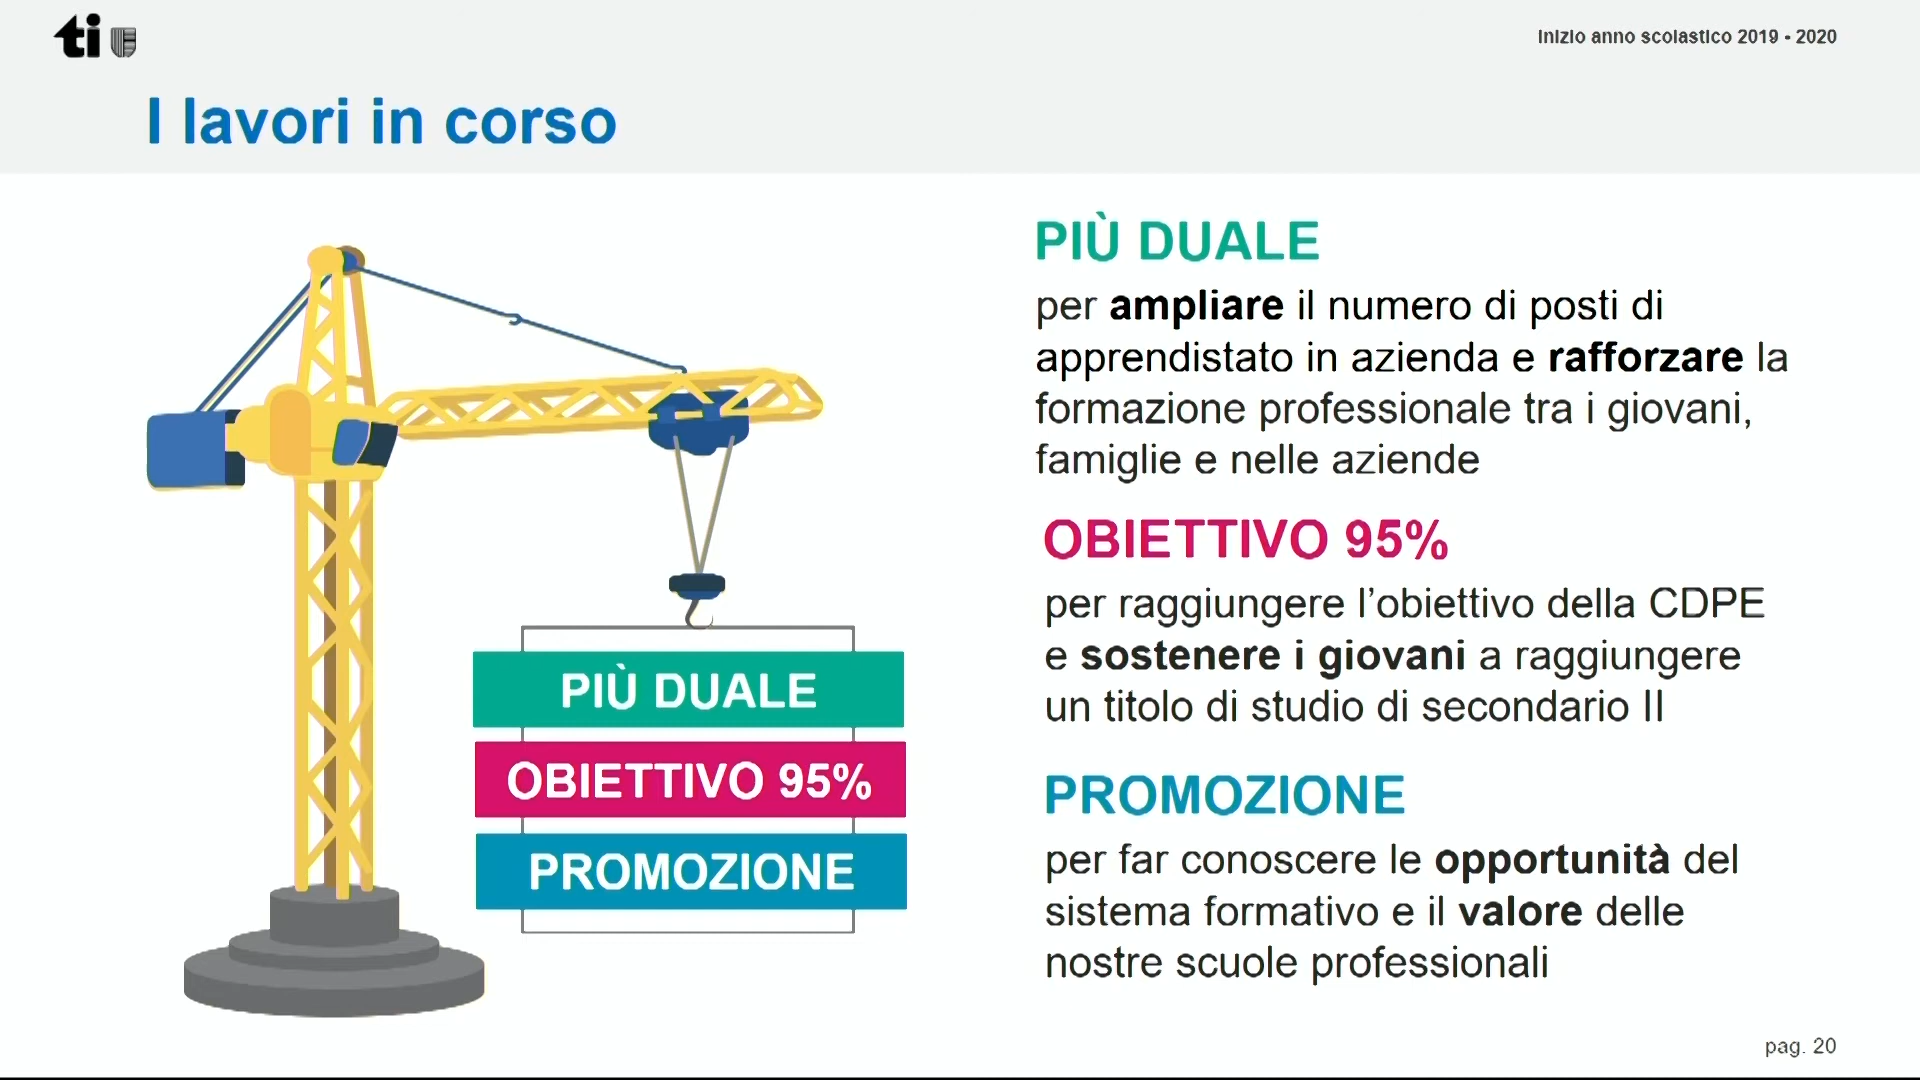 ti
Inizio anno scolastico 2019 - 2020
I lavori in corso
PIÙ DUALE
OBIETTIVO 95%
PROMOZIONE
PIÙ DUALE
per ampliare il numero di posti di
apprendistato in azienda e rafforzare la
formazione professionale tra i giovani,
famiglie e nelle aziende
OBIETTIVO 95%
per raggiungere l’obiettivo della CDPE
e sostenere i giovani a raggiungere
un titolo di studio di secondario II
PROMOZIONE
per far conoscere le opportunità del
sistema formativo e il valore delle
nostre scuole professionali
pag. 20